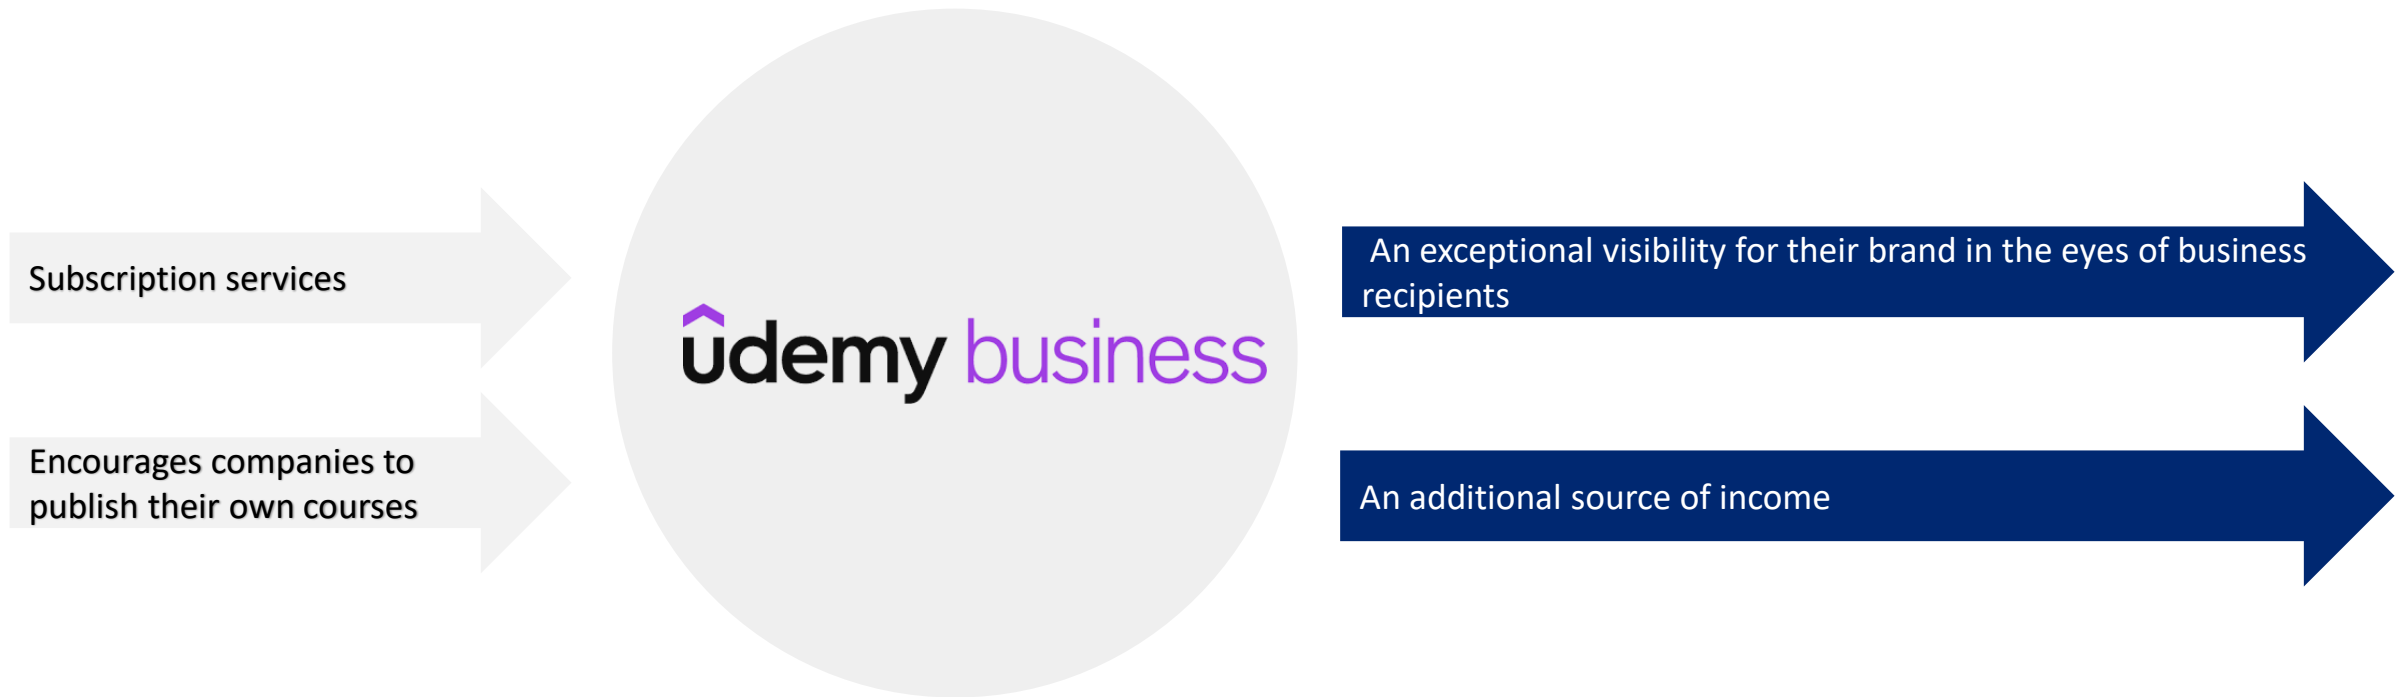 Subscription services
Encourages companies to
publish their own courses
udemy business
An exceptional visibility for their brand in the eyes of business
recipients
An additional source of income